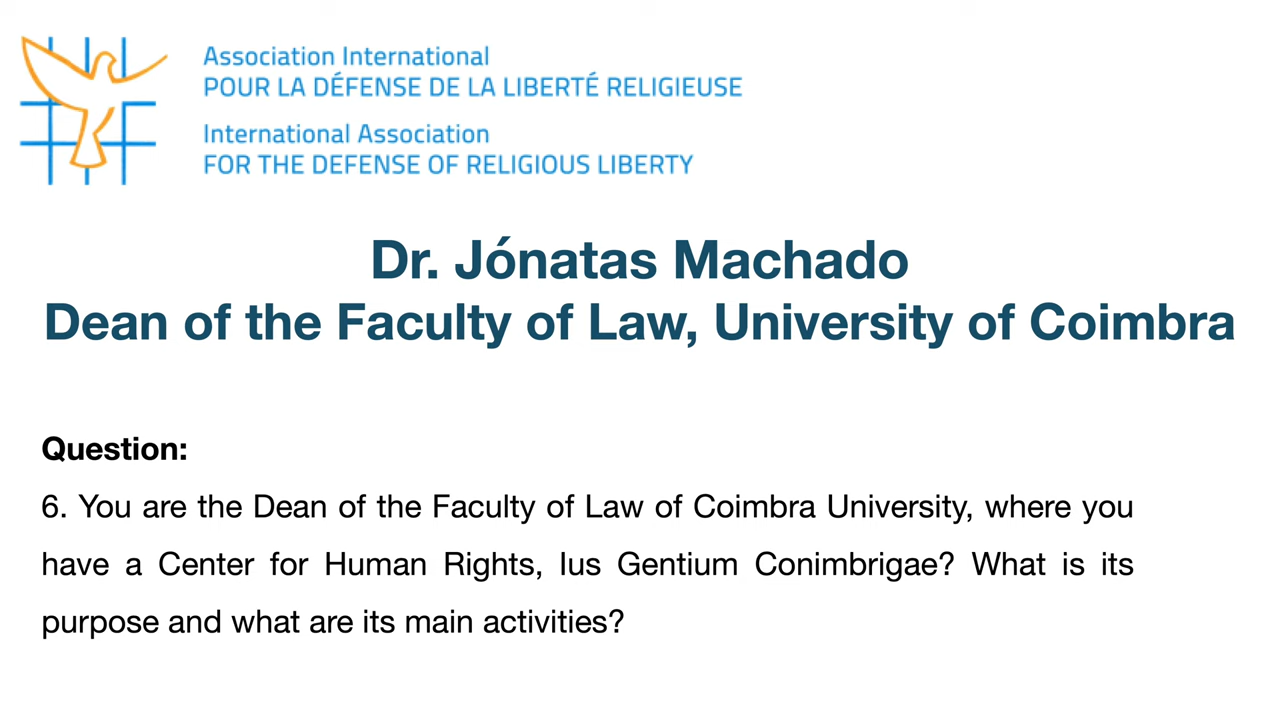 Association International
POUR LA DÉFENSE DE LA LIBERTÉ RELIGIEUSE
International Association
FOR THE DEFENSE OF RELIGIOUS LIBERTY
Dr. Jónatas Machado
Dean of the Faculty of Law, University of Coimbra
Question:
6. You are the Dean of the Faculty of Law of Coimbra University, where you
have a Center for Human Rights, Ius Gentium Conimbrigae? What is its
purpose and what are its main activities?